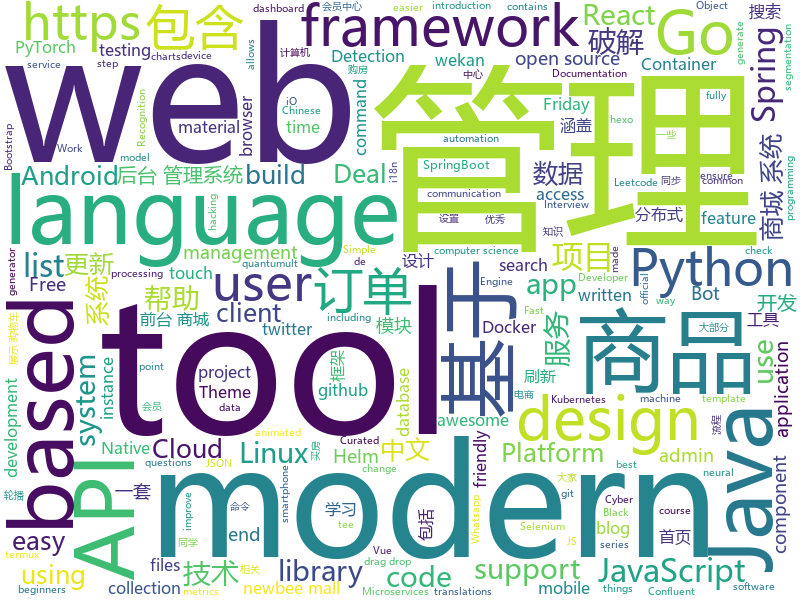 easier
introduction
contains
dashboard
会员中心
Object
https
包含
framework
React
Go
搜索
PyTorch
testing
Detection
破解
generate
购房
Documentation
segmentation
service
step
charts
device
allows
计算机
中心
wekan
open source
Container
Spring
web
管理
Bootstrap
Work
Recognition
material
browser
iO
Chinese
time
command
Friday
涵盖
hexo
fully
一些
model
automation
SpringBoot
i18n
数据
Leetcode
同步
common
商城 系统
ensure
programming
Android
后台 管理系统
build
Deal
access
Interview
分布式
feature
language
hacking
communication
设置
优秀
知识
list
更新
management
computer science
项目
made
check
Free
generator
processing
touch
quantumult
Simple
de
设计
search
Python
official
Developer
系统
帮助
user
订单
app
Bot
way
开发
written
client
基于
Engine
twitter
模块
Docker
Fast
服务
大部分
工具
including
展示 购物车
based
tool
商品
system
instance
point
project
Theme
data
框架
github
database
刷新
电商
Kubernetes
machine
template
use
application
development
会员
Native
animated
Curated
买房
awesome
design
流程
Java
API
questions
JSON
Cloud
Linux
中文
Helm
change
friendly
Platform
大家
best
neural
admin
轮播
一套
modern
component
easy
improve
命令
smartphone
学习
包括
git
Cyber
Black
course
blog
首页
end
tee
Whatsapp
Selenium
JS
series
using
技术
files
library
Vue
code
support
JavaScript
termux
同学
相关
drag drop
beginners
collection
metrics
newbee mall
Microservices
translations
mobile
things
Confluent
software
前台 商城